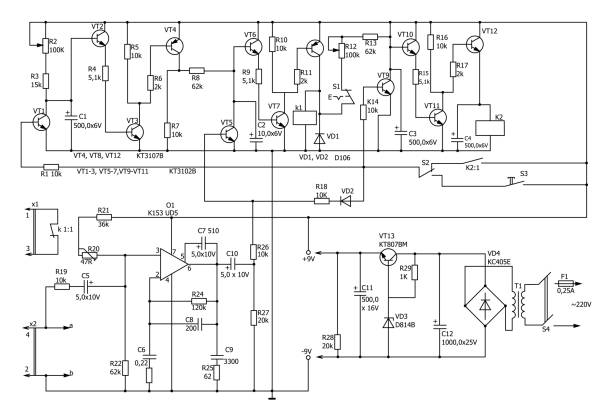 VT2
VT4
VT6
R10
10k
R13
62k
VT10
R16
10k
VT12
R2
100K
R5
10k
R12
100k
R3
15k
R4
5,1k
R6
2k
R8
62k
R9
5,1k
R11
2k
S1
E
VT9
R15
5,1k
R17
2k
VT1
C1
500,0x6V
VT3
R7
10k
VT5
C2
10,0x6V
VT7
k1
K14
10k
VT11
VD1
C3
500,0x6V
C4
500,0x6V
K2
VT4, VT8, VT12
KT3107B
VD1, VD2 D106
R1 10k
VT1-3, VT5-7,VT9-VT11
KT3102B
S2
K2:1
S3
R18
10K
VD2
x1
1
k 1:1
3
R21
36k
O1
K153 UD5
C7 510
5,0x10V
R20
47K
3
7
5
6
2
4
C10
5,0 x 10V
R26
10k
+9V
VT13
KT807BM
VD4
KC405E
R19
10k
C5
5,0x10V
R24
120k
C8
200
R27
20k
C11
500,0
x 16V
R29
1K
T1
F1
0,25A
~220V
S4
x2
4
a
2
b
R22
62k
C6
0,22
C9
3300
R25
62
-9V
R28
20k
VD3
D814B
C12
1000,0x25V